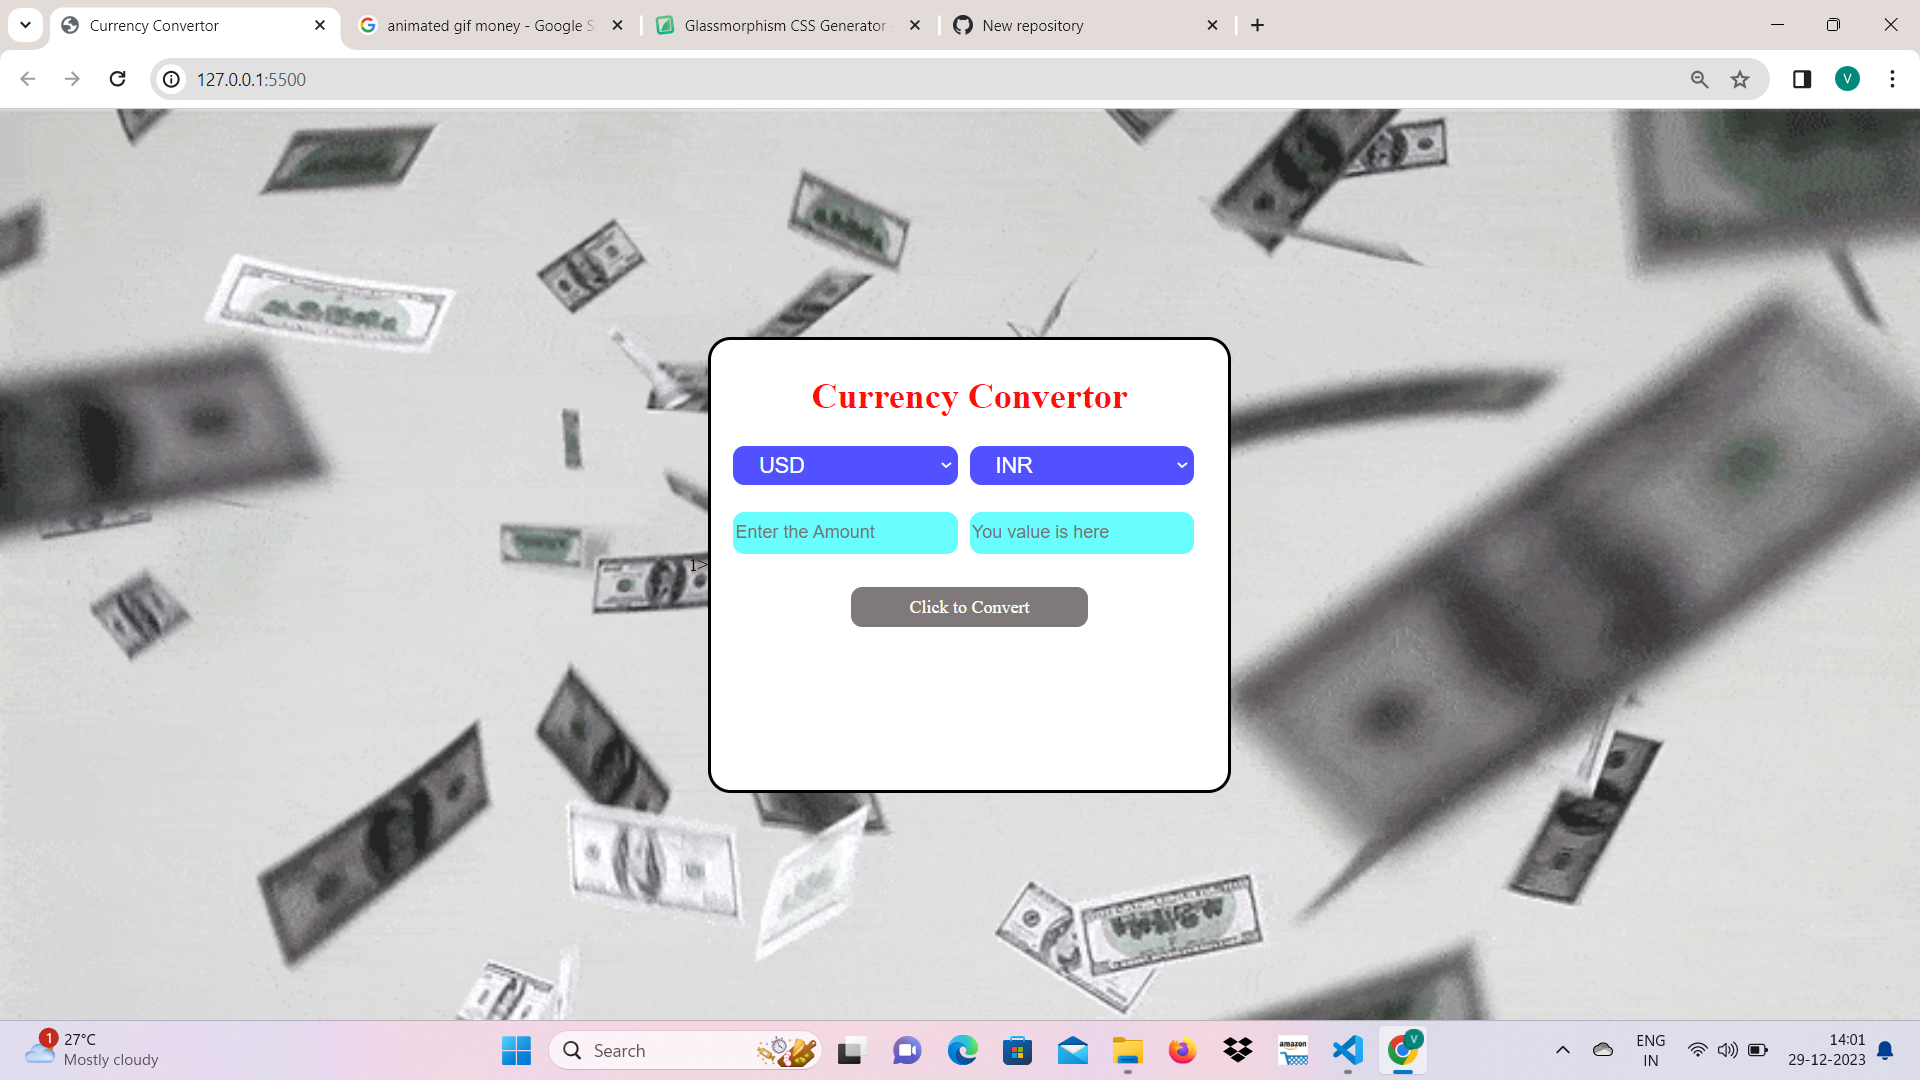 Currency Convertor
animated gif money - Google S
Glassmorphism CSS Generator
New repository
127.0.0.1:5500
V
Currency Convertor
USD
INR
Enter the Amount
You value is here
1>
Click to Convert
1
27°C
Mostly cloudy
Search
amazon
V
ENG
IN
14:01
29-12-2023